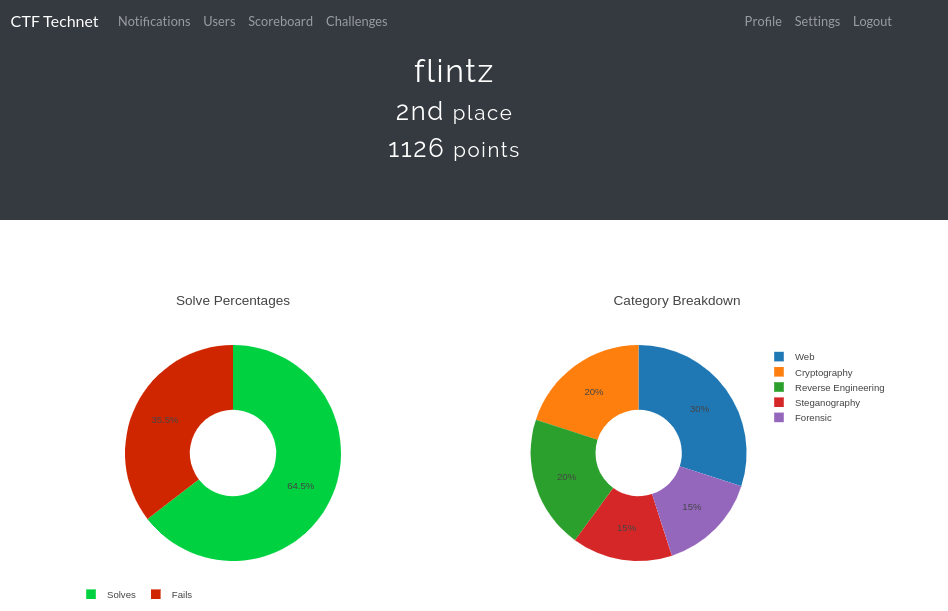 CTF Technet Notifications Users Scoreboard Challenges Profile Settings Logout
flintz
2nd place
1126 points
Solve Percentages
35.5%
64.5%
Solves Fails
Category Breakdown
Web
Cryptography
Reverse Engineering
Steganography
Forensic
20%
30%
20%
15%
15%